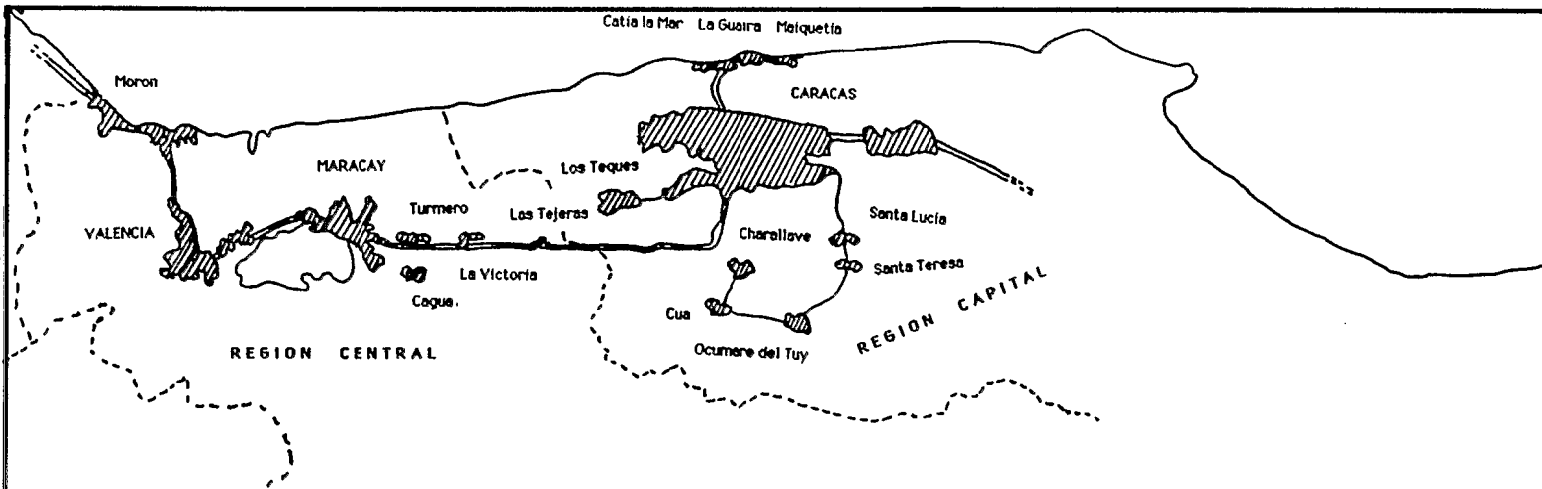 Catia la Mar La Guaira Maiquetia
Moron
CARACAS
MARACAY
Los Teques
Turmero
Las Tejeras
Santa Lucía
VALENCIA
Charallave
La Victoria
Santa Teresa
Cagua.
Cua
REGION CAPITAL
REGION CENTRAL
Ocumare del Tuy